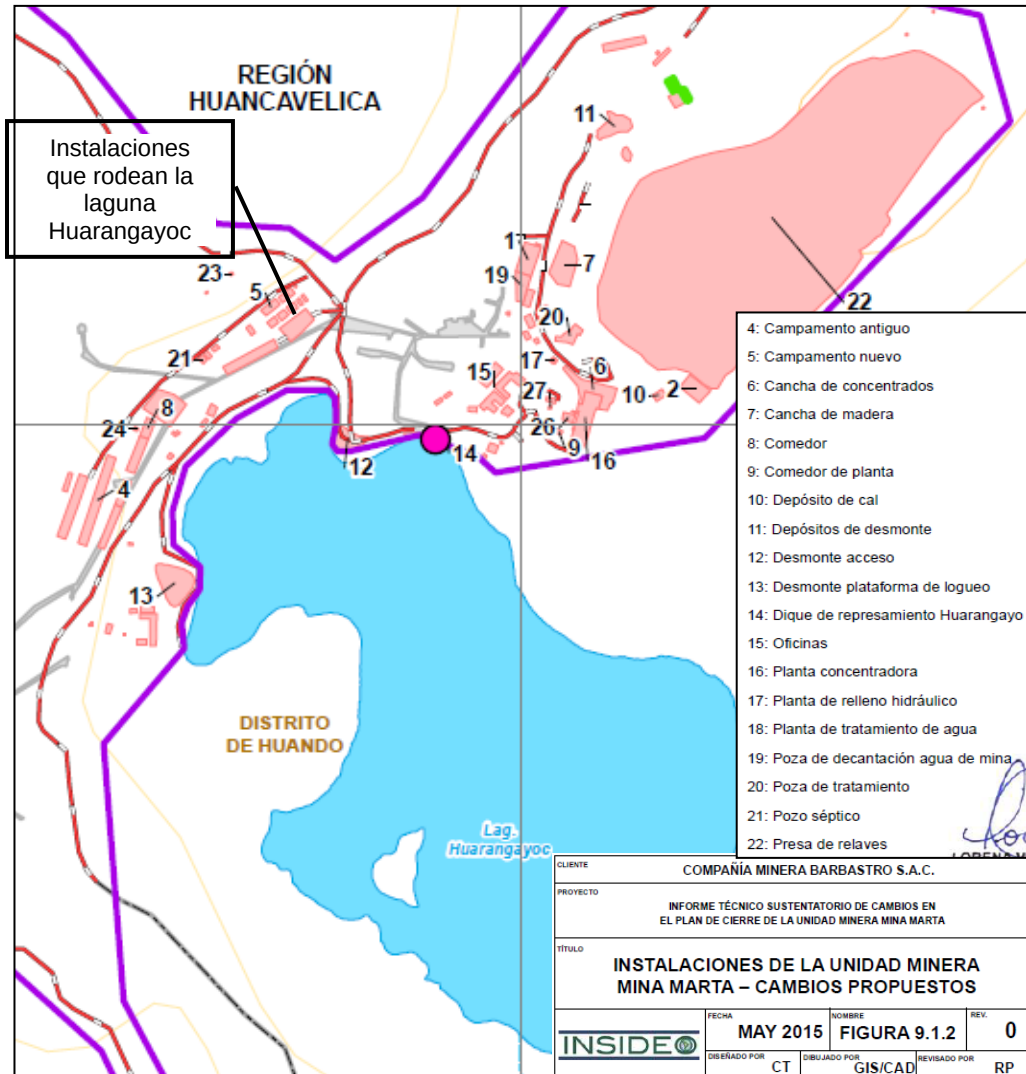 REGIÓN
HUANCAVELICA
Instalaciones
que rodean la
laguna
Huarangayoc
11
23
5
1
7
19
22
20
21
17
6
15
27
10
2
8
24
26
9
12
14
16
4
13
DISTRITO
DE HUANDO
Lag.
Huarangayoc
4: Campamento antiguo
5: Campamento nuevo
6: Cancha de concentrados
7: Cancha de madera
8: Comedor
9: Comedor de planta
10: Depósito de cal
11: Depósitos de desmonte
12: Desmonte acceso
13: Desmonte plataforma de logueo
14: Dique de represamiento Huarangayo
15: Oficinas
16: Planta concentradora
17: Planta de relleno hidráulico
18: Planta de tratamiento de agua
19: Poza de decantación agua de mina
20: Poza de tratamiento
21: Pozo séptico
22: Presa de relaves
CLIENTE
COMPAÑÍA MINERA BARBASTRO S.A.C.
PROYECTO
INFORME TÉCNICO SUSTENTATORIO DE CAMBIOS EN
EL PLAN DE CIERRE DE LA UNIDAD MINERA MINA MARTA
TÍTULO
INSTALACIONES DE LA UNIDAD MINERA
MINA MARTA – CAMBIOS PROPUESTOS
INSIDEO
FECHA
MAY 2015
NOMBRE
FIGURA 9.1.2
REV.
0
DISEÑADO POR
CT
DIBUJADO POR
GIS/CAD
REVISADO POR
RP